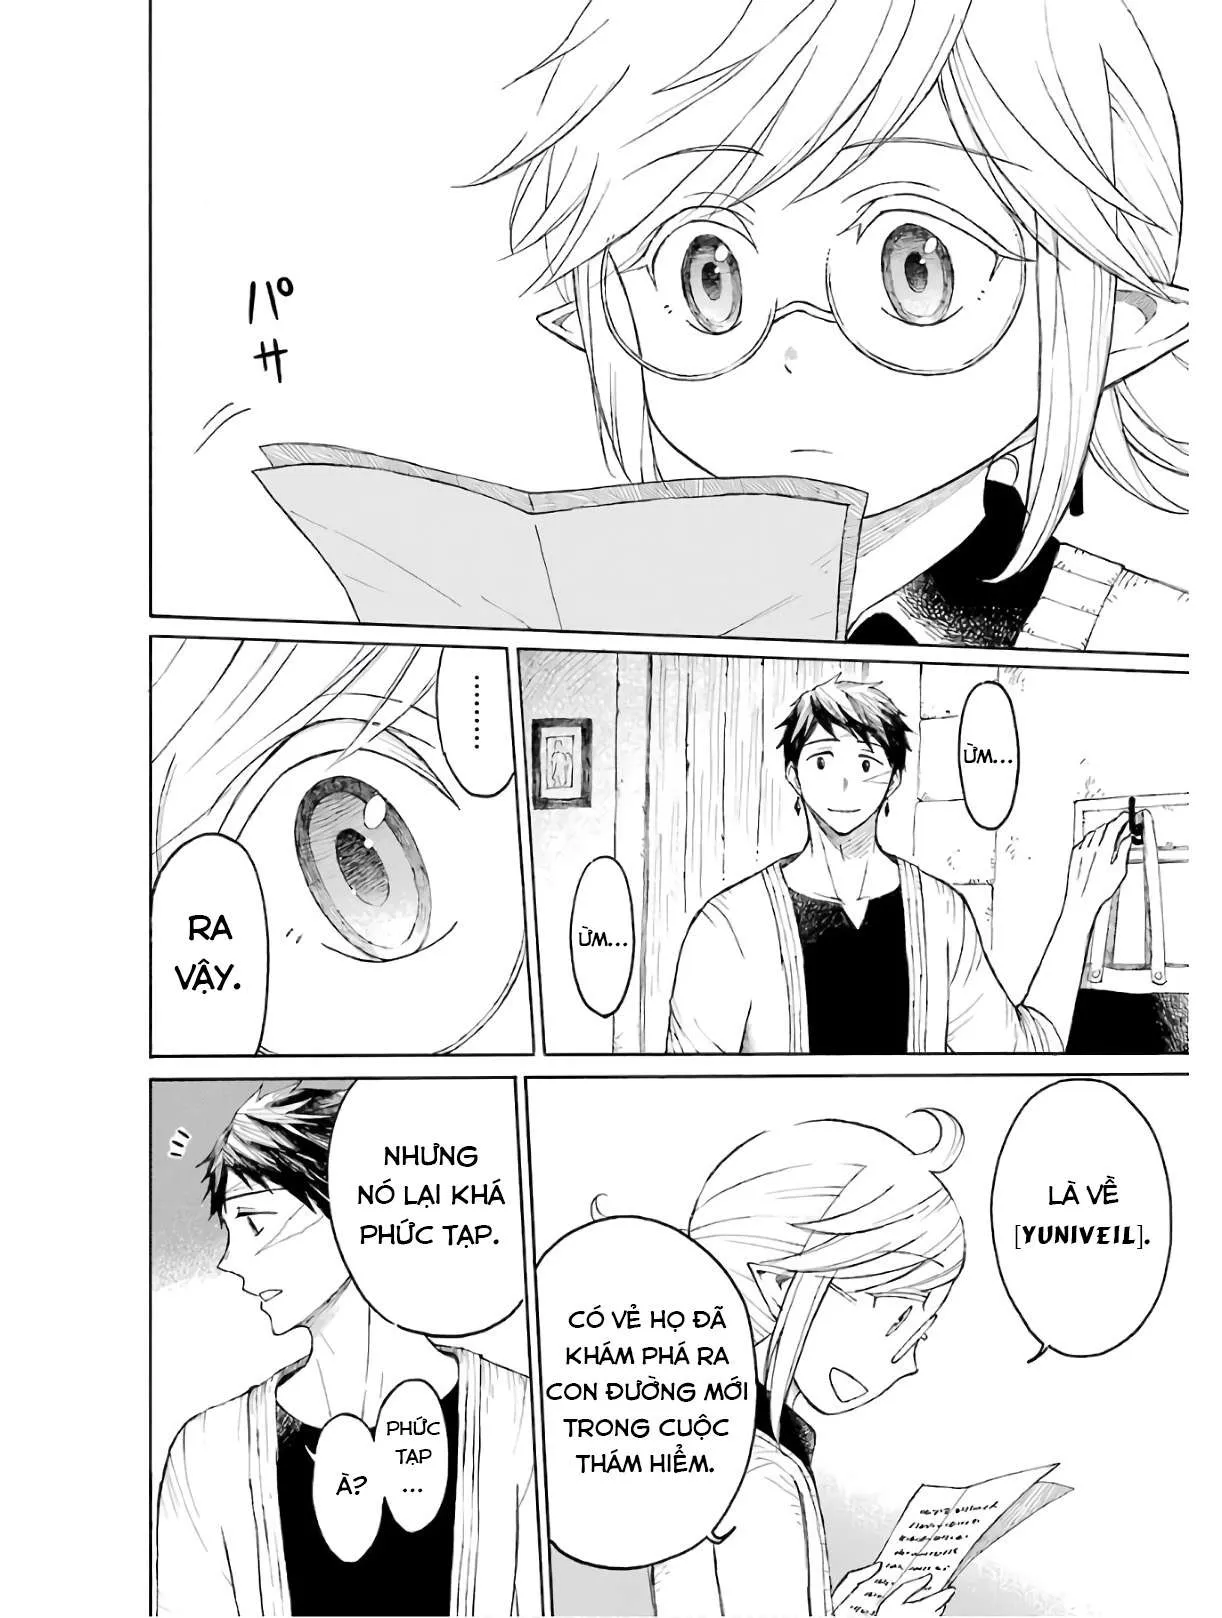 パ
サ
ỪM...
ỪM...
.........
RA
VẬY.
LÀ VỀ
[YUNIVEIL].
CÓ VẺ HỌ ĐÃ
KHÁM PHÁ RA
CON ĐƯỜNG MỚI
TRONG CUỘC
THÁM HIỂM.
NHƯNG
NÓ LẠI KHÁ
PHỨC TẠP.
PHỨC
TẠP
...
À?